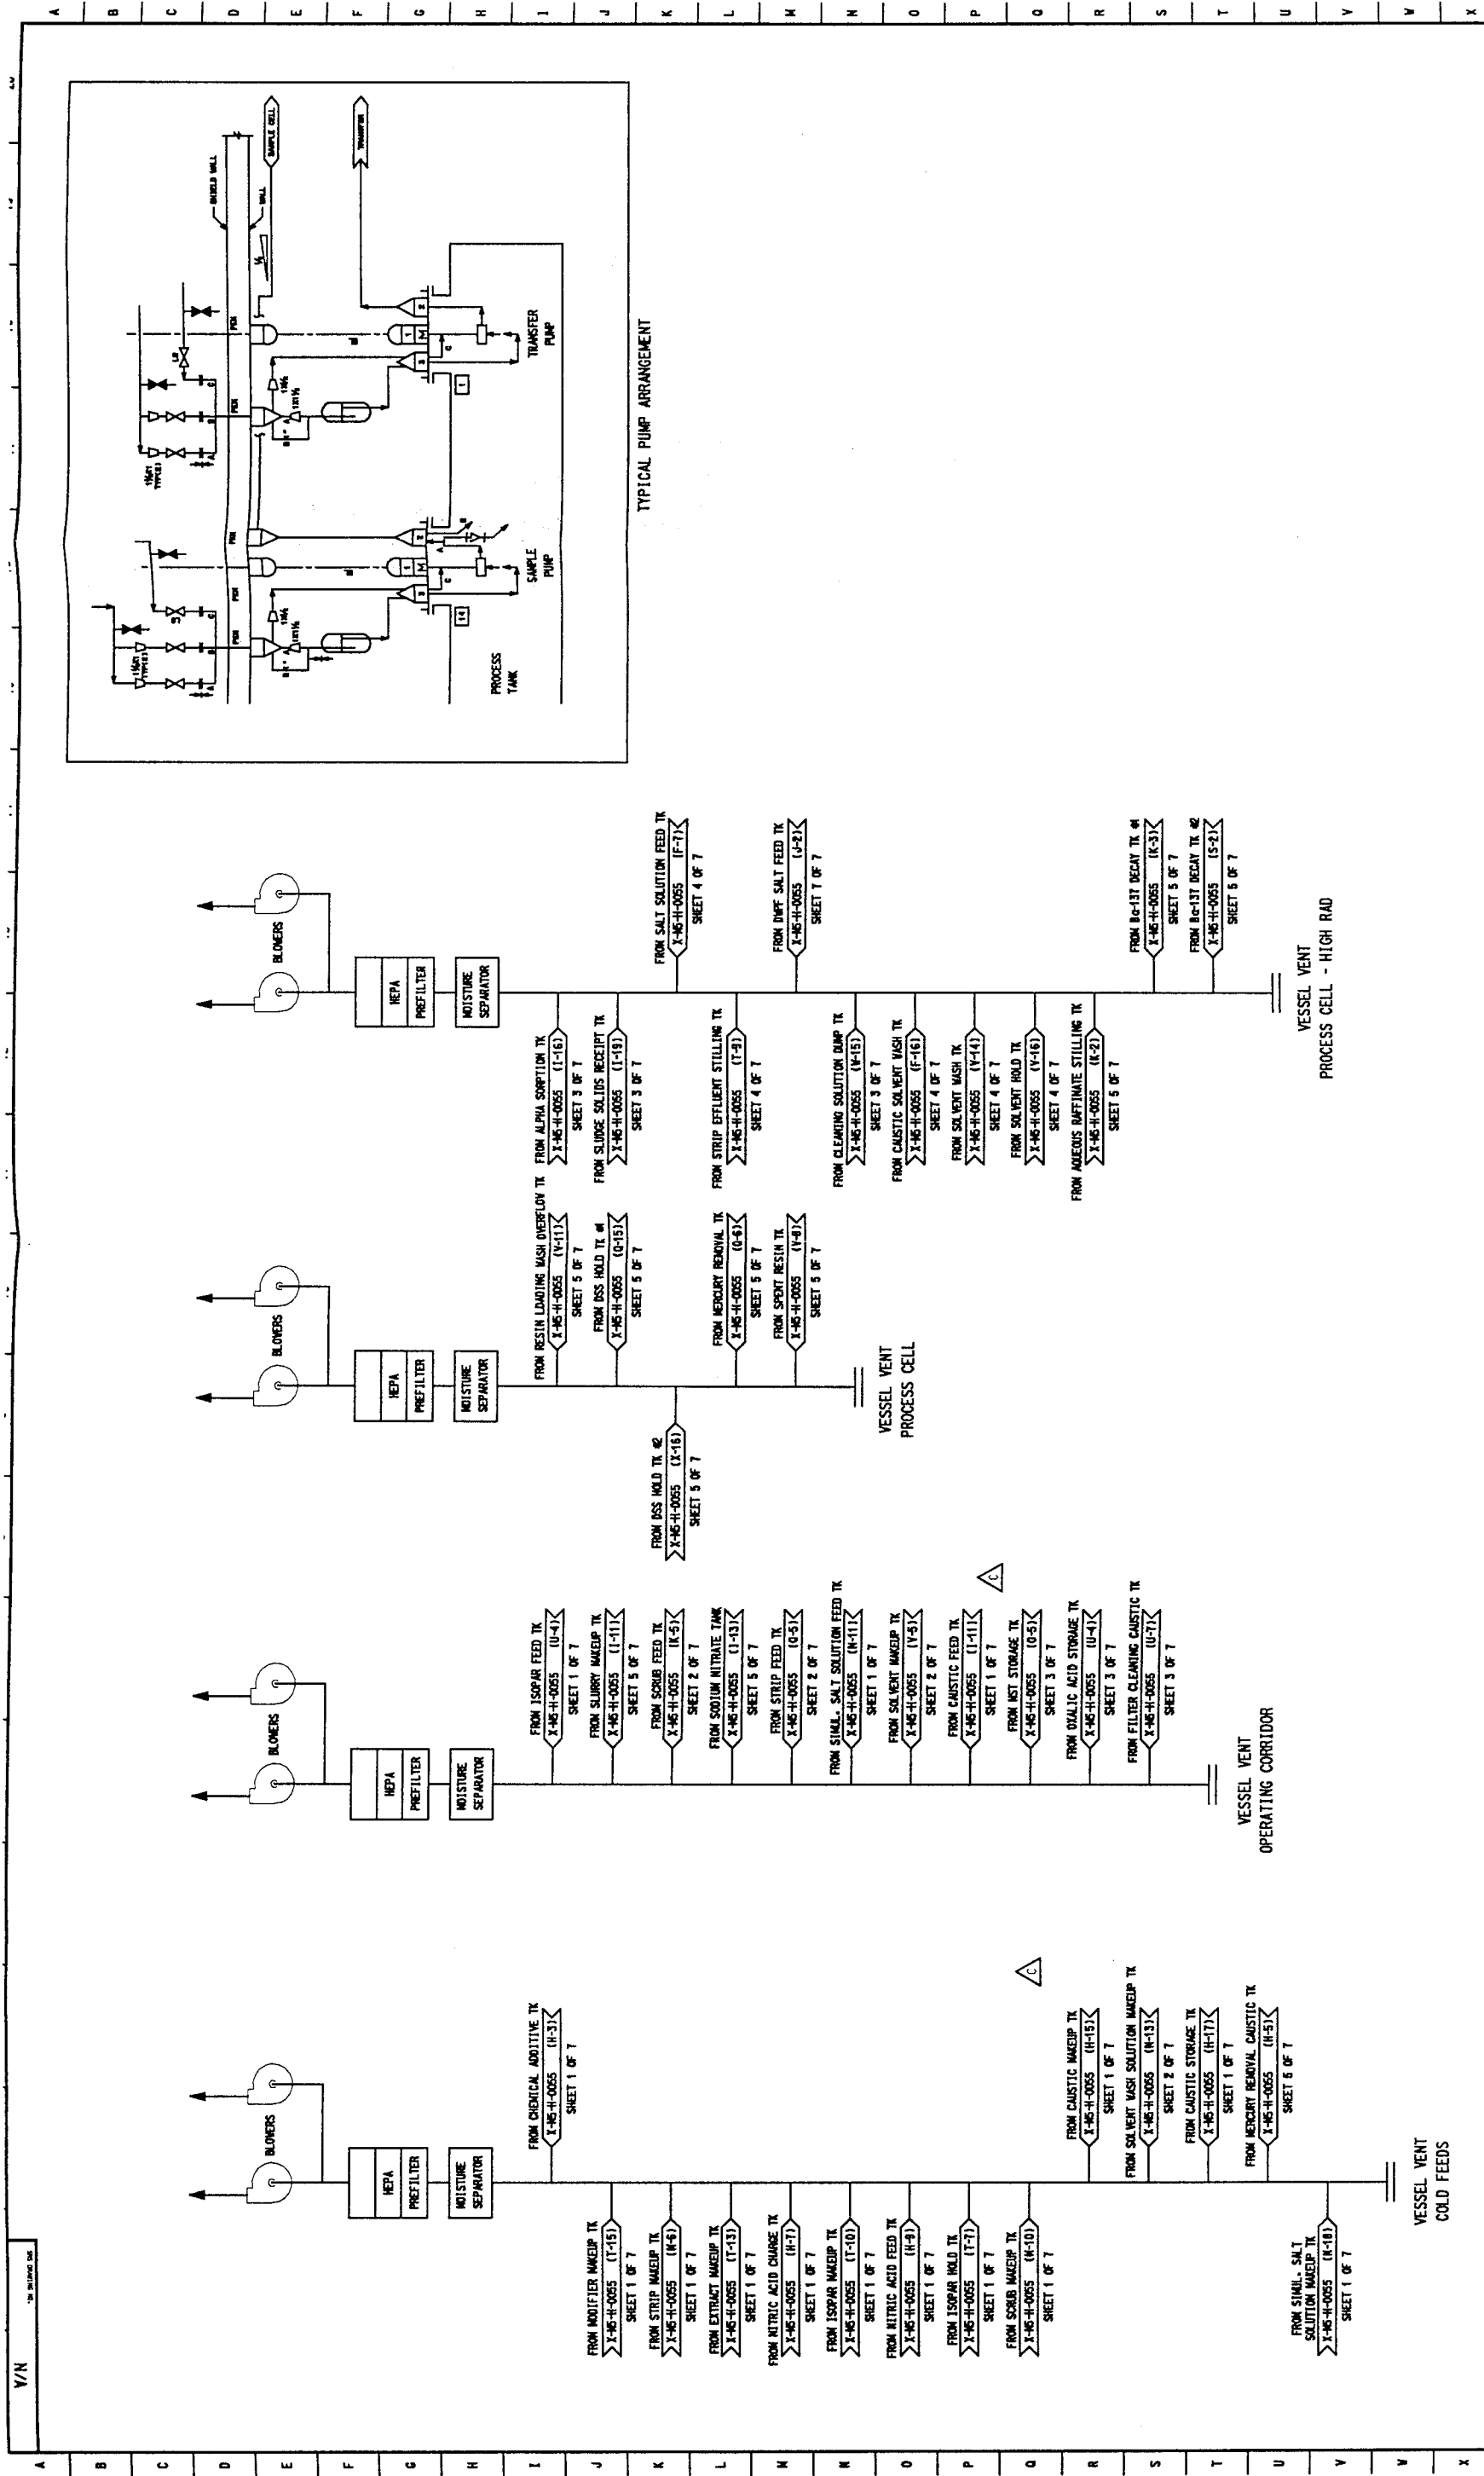 N/A
A
B
C
D
E
F
G
H
I
J
K
L
M
N
O
P
Q
R
S
T
U
V
W
X
BLOWERS
HEPA
PREFILTER
MOISTURE
SEPARATOR
FROM CHEMICAL ADDITIVE TK
X-M5-H-0055 (H-3)
SHEET 1 OF 7
FROM MODIFIER MAKEUP TK
X-M5-H-0055 (T-15)
SHEET 1 OF 7
FROM STRIP MAKEUP TK
X-M5-H-0055 (N-6)
SHEET 1 OF 7
FROM EXTRACT MAKEUP TK
X-M5-H-0055 (T-13)
SHEET 1 OF 7
FROM NITRIC ACID CHARGE TK
X-M5-H-0055 (H-7)
SHEET 1 OF 7
FROM ISOPAR MAKEUP TK
X-M5-H-0055 (T-10)
SHEET 1 OF 7
FROM NITRIC ACID FEED TK
X-M5-H-0055 (H-9)
SHEET 1 OF 7
FROM ISOPAR HOLD TK
X-M5-H-0055 (T-7)
SHEET 1 OF 7
FROM SCRUB MAKEUP TK
X-M5-H-0055 (N-10)
SHEET 1 OF 7
C
FROM CAUSTIC MAKEUP TK
X-M5-H-0055 (H-15)
SHEET 1 OF 7
FROM SOLVENT WASH SOLUTION MAKEUP TK
X-M5-H-0055 (N-13)
SHEET 2 OF 7
FROM CAUSTIC STORAGE TK
X-M5-H-0055 (H-17)
SHEET 1 OF 7
FROM MERCURY REMOVAL CAUSTIC TK
X-M5-H-0055 (H-5)
SHEET 5 OF 7
FROM SIMUL. SALT
SOLUTION MAKEUP TK
X-M5-H-0055 (N-18)
SHEET 1 OF 7
VESSEL VENT
COLD FEEDS
BLOWERS
HEPA
PREFILTER
MOISTURE
SEPARATOR
FROM ISOPAR FEED TK
X-M5-H-0055 (U-4)
SHEET 1 OF 7
FROM SLURRY MAKEUP TK
X-M5-H-0055 (I-11)
SHEET 5 OF 7
FROM SCRUB FEED TK
X-M5-H-0055 (K-5)
SHEET 2 OF 7
FROM SODIUM NITRATE TANK
X-M5-H-0055 (I-13)
SHEET 5 OF 7
FROM STRIP FEED TK
X-M5-H-0055 (O-5)
SHEET 2 OF 7
FROM SIMUL. SALT SOLUTION FEED TK
X-M5-H-0055 (N-11)
SHEET 1 OF 7
FROM SOLVENT MAKEUP TK
X-M5-H-0055 (V-5)
SHEET 2 OF 7
FROM CAUSTIC FEED TK
X-M5-H-0055 (I-11)
SHEET 1 OF 7
C
FROM MST STORAGE TK
X-M5-H-0055 (O-5)
SHEET 3 OF 7
FROM OXALIC ACID STORAGE TK
X-M5-H-0055 (U-4)
SHEET 3 OF 7
FROM FILTER CLEANING CAUSTIC TK
X-M5-H-0055 (U-7)
SHEET 3 OF 7
VESSEL VENT
OPERATING CORRIDOR
BLOWERS
HEPA
PREFILTER
MOISTURE
SEPARATOR
FROM RESIN LOADING WASH OVERFLOW TK
X-M5-H-0055 (V-11)
SHEET 5 OF 7
FROM DSS HOLD TK #1
X-M5-H-0055 (Q-15)
SHEET 5 OF 7
FROM DSS HOLD TK #2
X-M5-H-0055 (X-16)
SHEET 5 OF 7
FROM MERCURY REMOVAL TK
X-M5-H-0055 (Q-6)
SHEET 5 OF 7
FROM SPENT RESIN TK
X-M5-H-0055 (V-8)
SHEET 5 OF 7
VESSEL VENT
PROCESS CELL
BLOWERS
HEPA
PREFILTER
MOISTURE
SEPARATOR
FROM ALPHA SORPTION TK
X-M5-H-0055 (I-16)
SHEET 3 OF 7
FROM SLUDGE SOLIDS RECEIPT TK
X-M5-H-0055 (I-19)
SHEET 3 OF 7
FROM SALT SOLUTION FEED TK
X-M5-H-0055 (F-7)
SHEET 4 OF 7
FROM STRIP EFFLUENT STILLING TK
X-M5-H-0055 (T-9)
SHEET 4 OF 7
FROM DWPF SALT FEED TK
X-M5-H-0055 (J-2)
SHEET 7 OF 7
FROM CLEANING SOLUTION DUMP TK
X-M5-H-0055 (W-15)
SHEET 3 OF 7
FROM CAUSTIC SOLVENT WASH TK
X-M5-H-0055 (F-16)
SHEET 4 OF 7
FROM SOLVENT WASH TK
X-M5-H-0055 (V-14)
SHEET 4 OF 7
FROM SOLVENT HOLD TK
X-M5-H-0055 (V-16)
SHEET 4 OF 7
FROM AQUEOUS RAFFINATE STILLING TK
X-M5-H-0055 (K-2)
SHEET 5 OF 7
FROM Ba-137 DECAY TK #1
X-M5-H-0055 (K-3)
SHEET 5 OF 7
FROM Ba-137 DECAY TK #2
X-M5-H-0055 (S-2)
SHEET 5 OF 7
VESSEL VENT
PROCESS CELL - HIGH RAD
SHIELD WALL
WALL
SAMPLE CELL
TRANSFER
PROCESS
TANK
14
SAMPLE
PUMP
1
TRANSFER
PUMP
TYPICAL PUMP ARRANGEMENT
A
B
C
D
E
F
G
H
I
J
K
L
M
N
O
P
Q
R
S
T
U
V
W
X